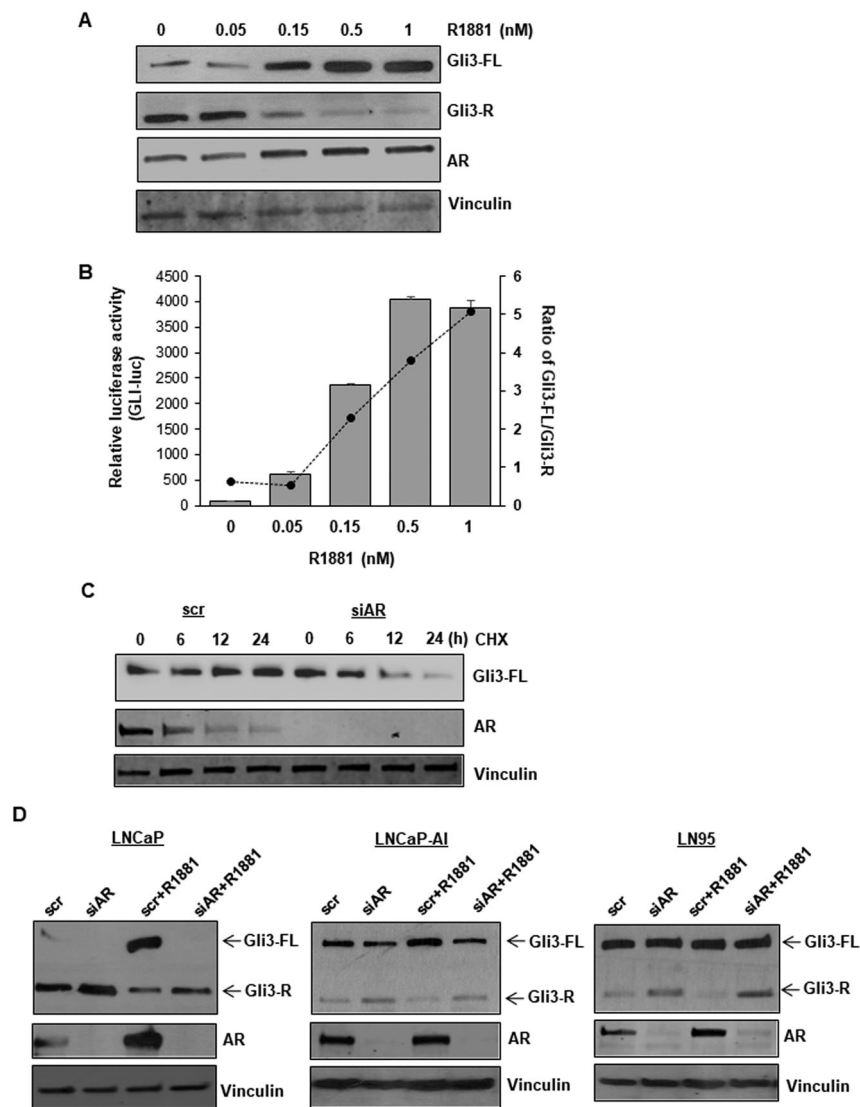 A
0 0.05 0.15 0.5 1 R1881 (nM)
Gli3-FL
Gli3-R
AR
Vinculin
B
Relative luciferase activity
(GLI-luc)
4500
4000
3500
3000
2500
2000
1500
1000
500
0
6
5
4
3
2
1
0
Ratio of Gli3-FL/Gli3-R
0 0.05 0.15 0.5 1
R1881 (nM)
C
scr siAR
0 6 12 24 0 6 12 24 (h) CHX
Gli3-FL
AR
Vinculin
D
LNCaP
scr siAR scr+R1881 siAR+R1881
←Gli3-FL
←Gli3-R
AR
Vinculin
LNCaP-AI
scr siAR scr+R1881 siAR+R1881
←Gli3-FL
←Gli3-R
AR
Vinculin
LN95
scr siAR scr+R1881 siAR+R1881
←Gli3-FL
←Gli3-R
AR
Vinculin